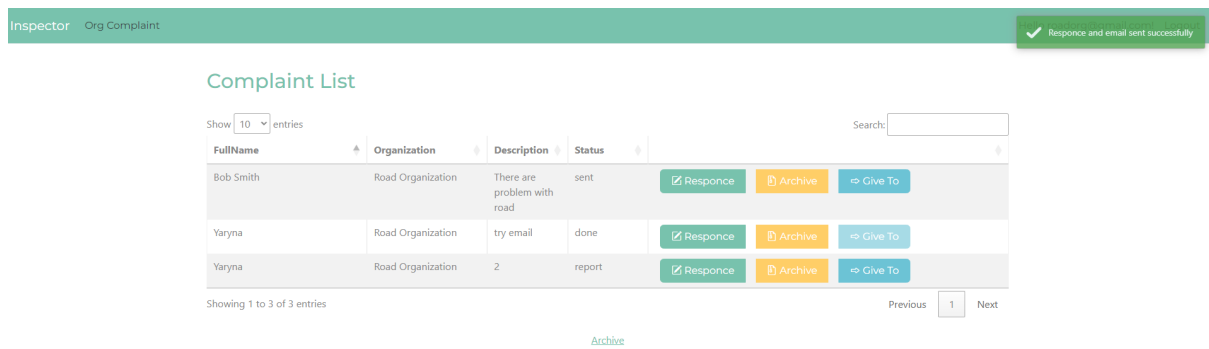 Inspector Org Complaint Logout
Responce and email sent successfully
Complaint List
Show 10 entries Search:
FullName Organization Description Status
Bob Smith Road Organization There are problem with road sent Responce Archive Give To
Yaryna Road Organization try email done Responce Archive Give To
Yaryna Road Organization 2 report Responce Archive Give To
Showing 1 to 3 of 3 entries Previous 1 Next
Archive